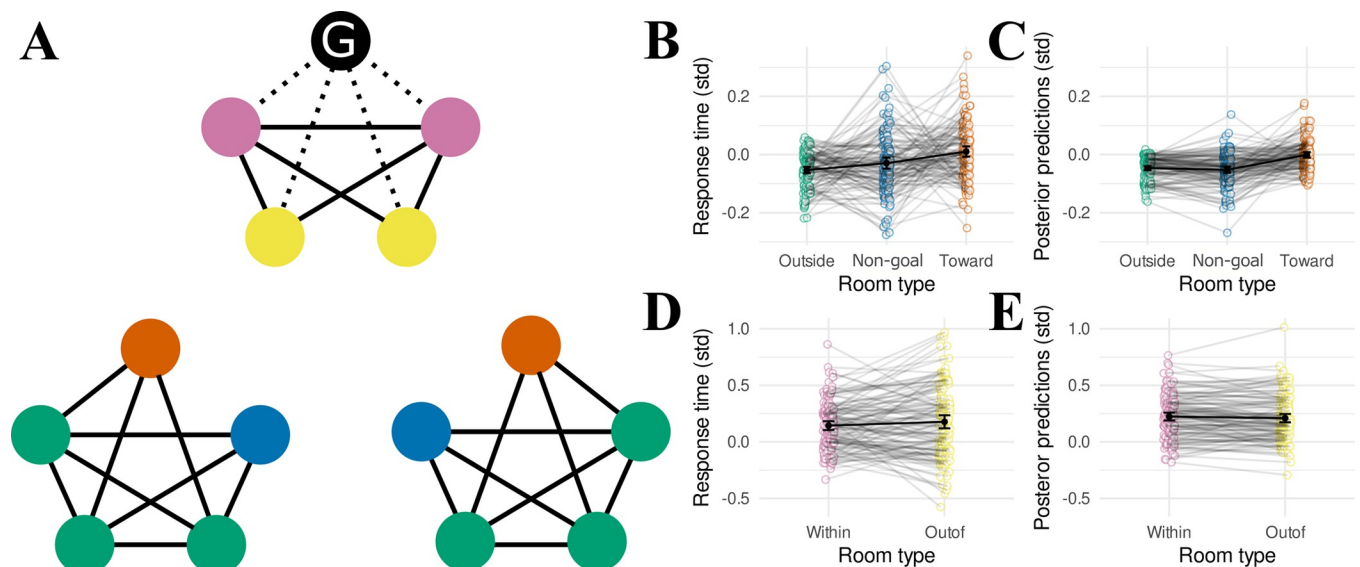 A
G
B
Response time (std)
0.2
0.0
-0.2
Outside Non-goal Toward
Room type
C
Posterior predictions (std)
0.2
0.0
-0.2
Outside Non-goal Toward
Room type
D
Response time (std)
1.0
0.5
0.0
-0.5
Within Outof
Room type
E
Posterior predictions (std)
1.0
0.5
0.0
-0.5
Within Outof
Room type